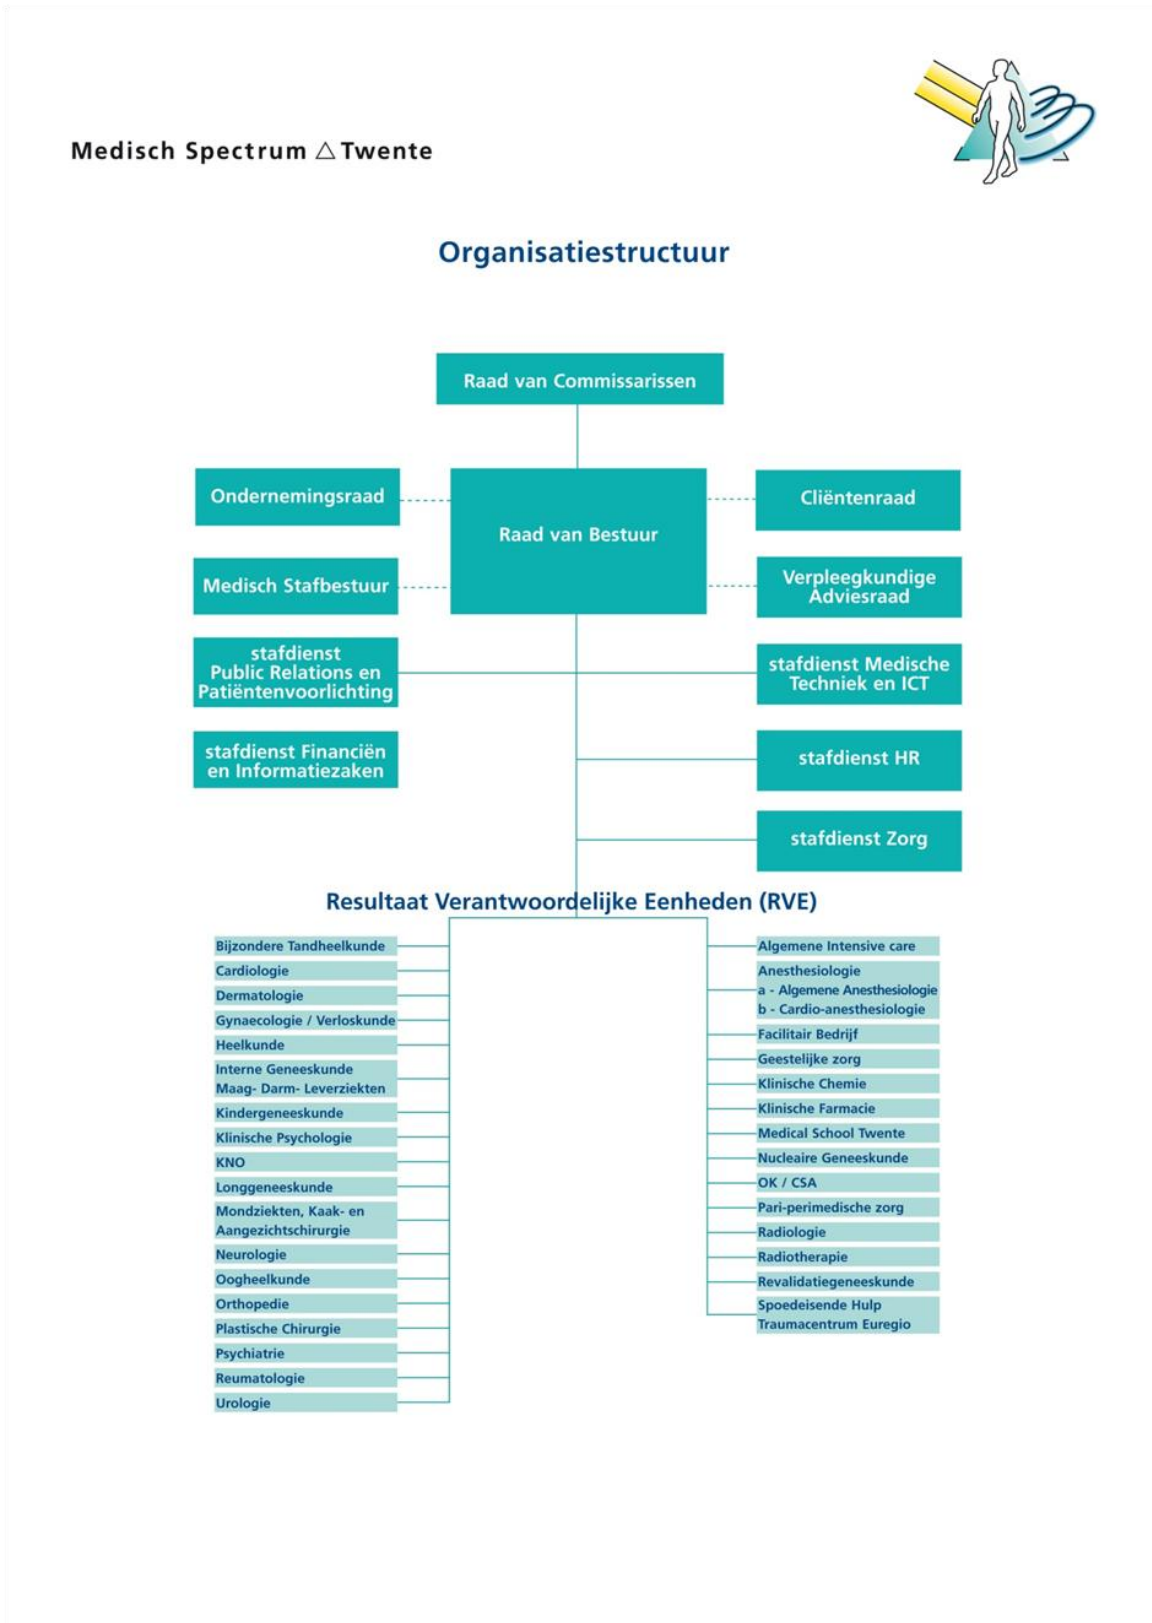 Medisch Spectrum △ Twente
Organisatiestructuur
Raad van Commissarissen
Ondernemingsraad
Raad van Bestuur
Cliëntenraad
Medisch Stafbestuur
Verpleegkundige
Adviesraad
stafdienst
Public Relations en
Patiëntenvoorlichting
stafdienst Medische
Techniek en ICT
stafdienst Financiën
en Informatiezaken
stafdienst HR
stafdienst Zorg
Resultaat Verantwoordelijke Eenheden (RVE)
Bijzondere Tandheelkunde
Cardiologie
Dermatologie
Gynaecologie / Verloskunde
Heelkunde
Interne Geneeskunde
Maag- Darm- Leverziekten
Kindergeneeskunde
Klinische Psychologie
KNO
Longgeneeskunde
Mondziekten, Kaak- en
Aangezichtschirurgie
Neurologie
Oogheelkunde
Orthopedie
Plastische Chirurgie
Psychiatrie
Reumatologie
Urologie
Algemene Intensive care
Anesthesiologie
a - Algemene Anesthesiologie
b - Cardio-anesthesiologie
Facilitair Bedrijf
Geestelijke zorg
Klinische Chemie
Klinische Farmacie
Medical School Twente
Nucleaire Geneeskunde
OK / CSA
Pari-perimedische zorg
Radiologie
Radiotherapie
Revalidatiegeneeskunde
Spoedeisende Hulp
Traumacentrum Euregio